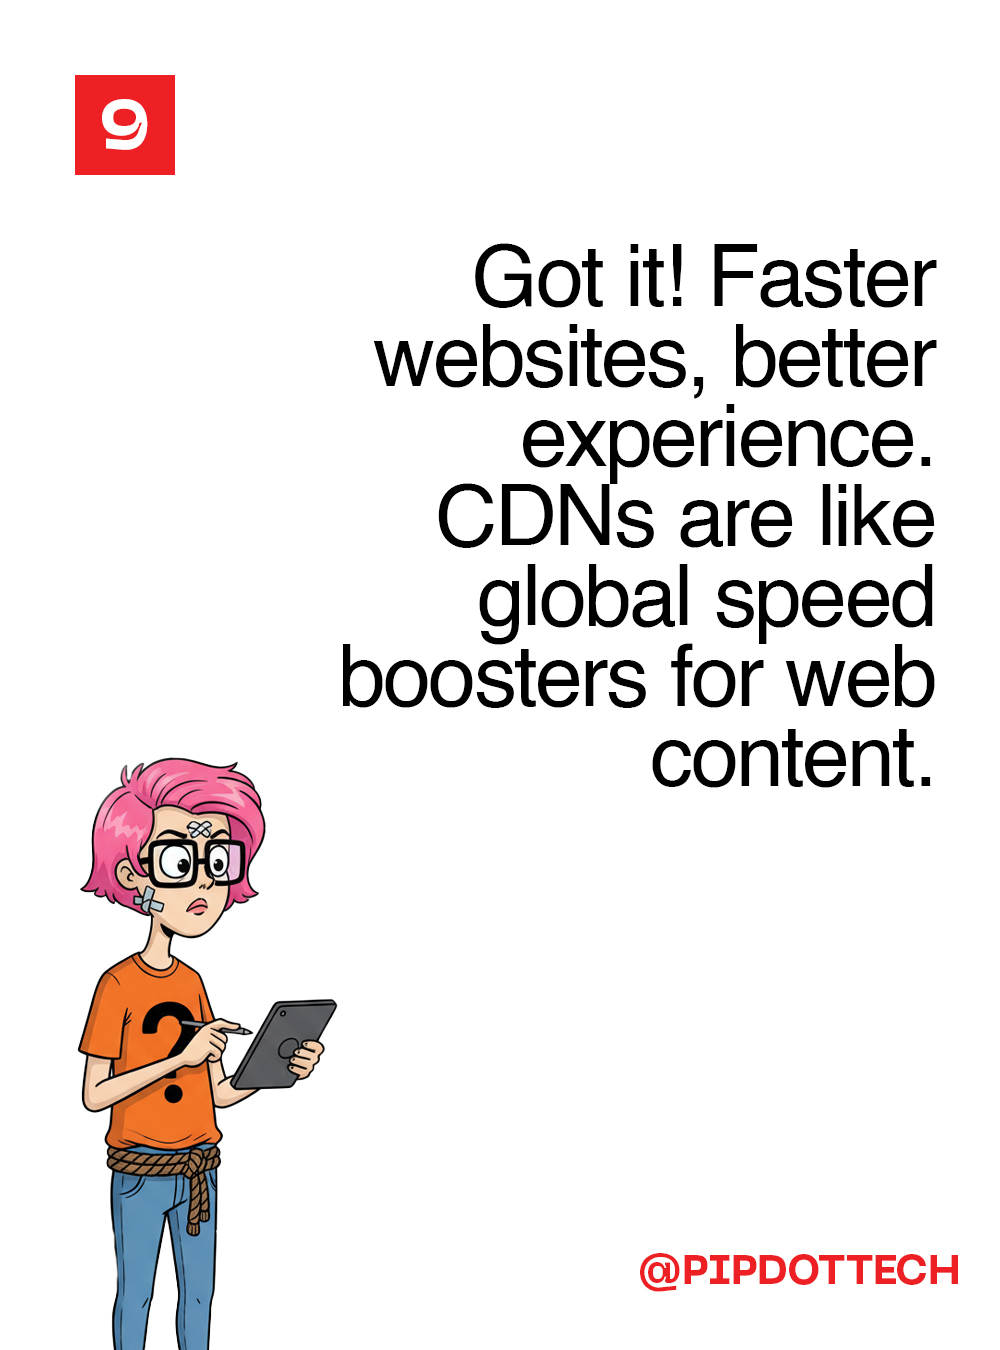 9
Got it! Faster
websites, better
experience.
CDNs are like
global speed
boosters for web
content.
?
@PIPDOTTECH